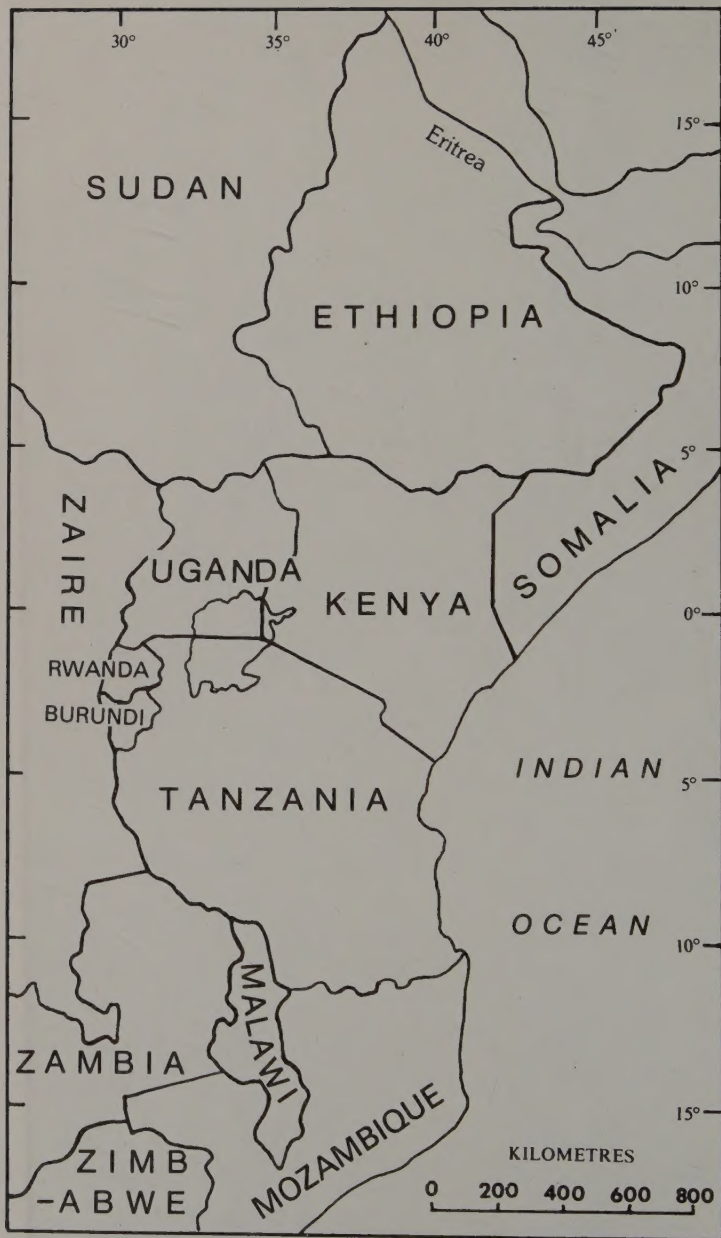 30° 35° 40° 45°
15°
Eritrea
SUDAN
10°
ETHIOPIA
5°
SOMALIA
ZAIRE
UGANDA
KENYA
0°
RWANDA
BURUNDI
INDIAN
5°
TANZANIA
OCEAN
10°
MALAWI
ZAMBIA
MOZAMBIQUE
15°
ZIMB
-ABWE
KILOMETRES
0 200 400 600 800